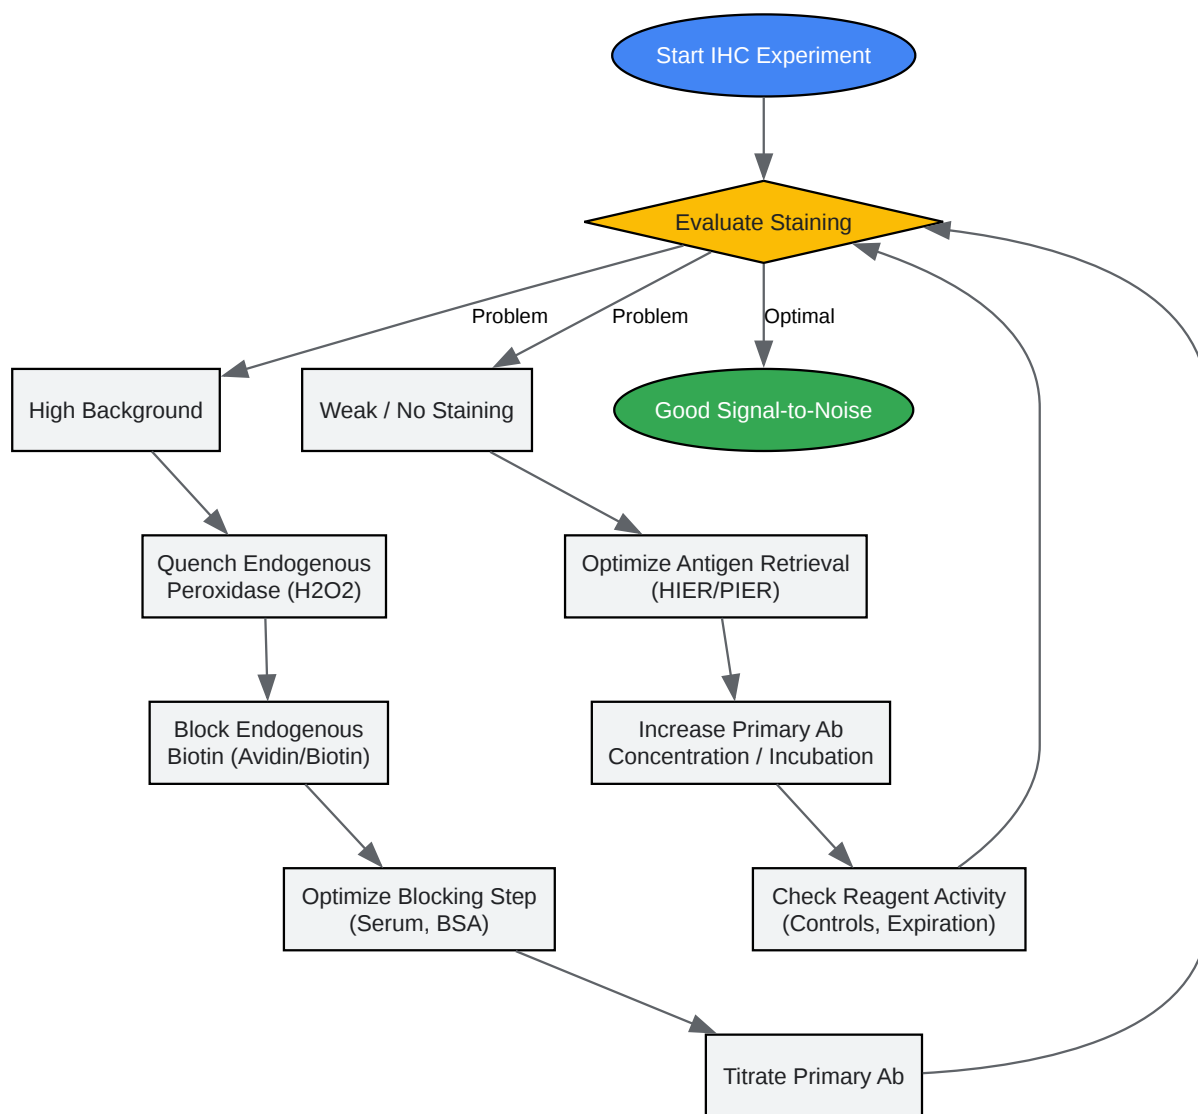 Start IHC Experiment
Evaluate Staining
Problem
Problem
Optimal
High Background
Weak / No Staining
Good Signal-to-Noise
Quench Endogenous
Peroxidase (H2O2)
Optimize Antigen Retrieval
(HIER/PIER)
Block Endogenous
Biotin (Avidin/Biotin)
Increase Primary Ab
Concentration / Incubation
Optimize Blocking Step
(Serum, BSA)
Check Reagent Activity
(Controls, Expiration)
Titrate Primary Ab